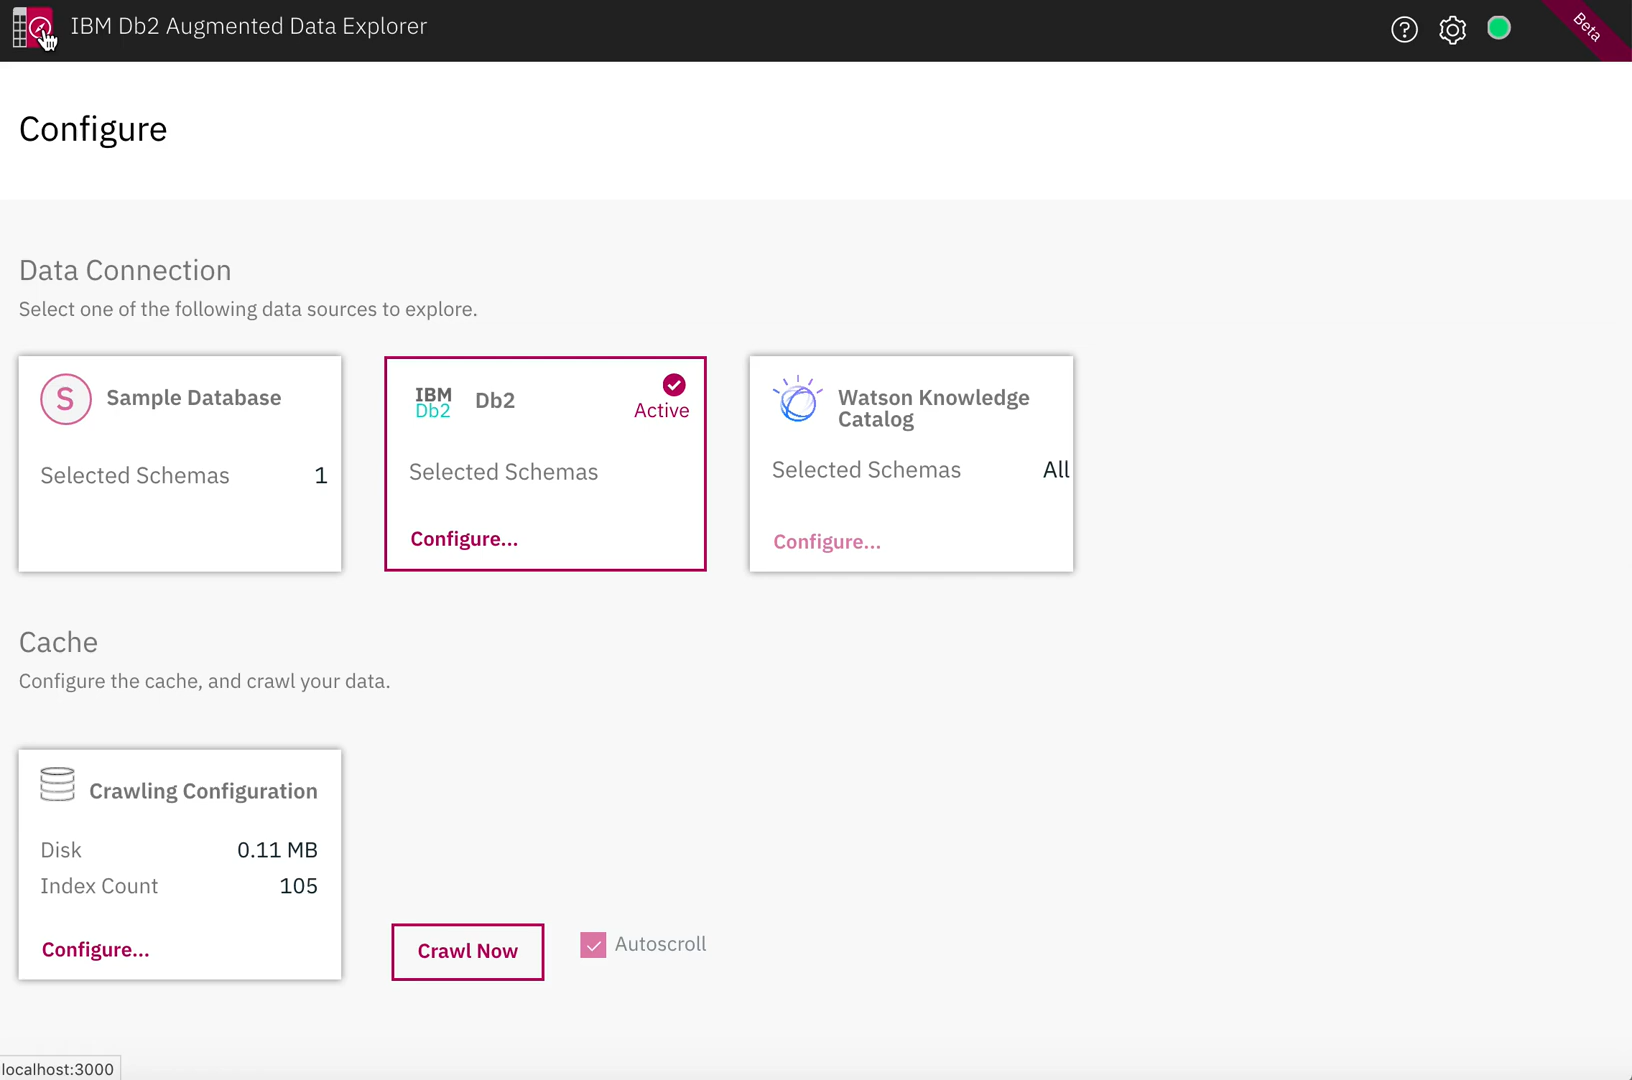 IBM Db2 Augmented Data Explorer
Beta
Configure
Data Connection
Select one of the following data sources to explore.
S
Sample Database
Selected Schemas 1
IBM
Db2
Db2
Active
Selected Schemas
Configure...
Watson Knowledge
Catalog
Selected Schemas All
Configure...
Cache
Configure the cache, and crawl your data.
Crawling Configuration
Disk 0.11 MB
Index Count 105
Configure...
Crawl Now
Autoscroll
localhost:3000